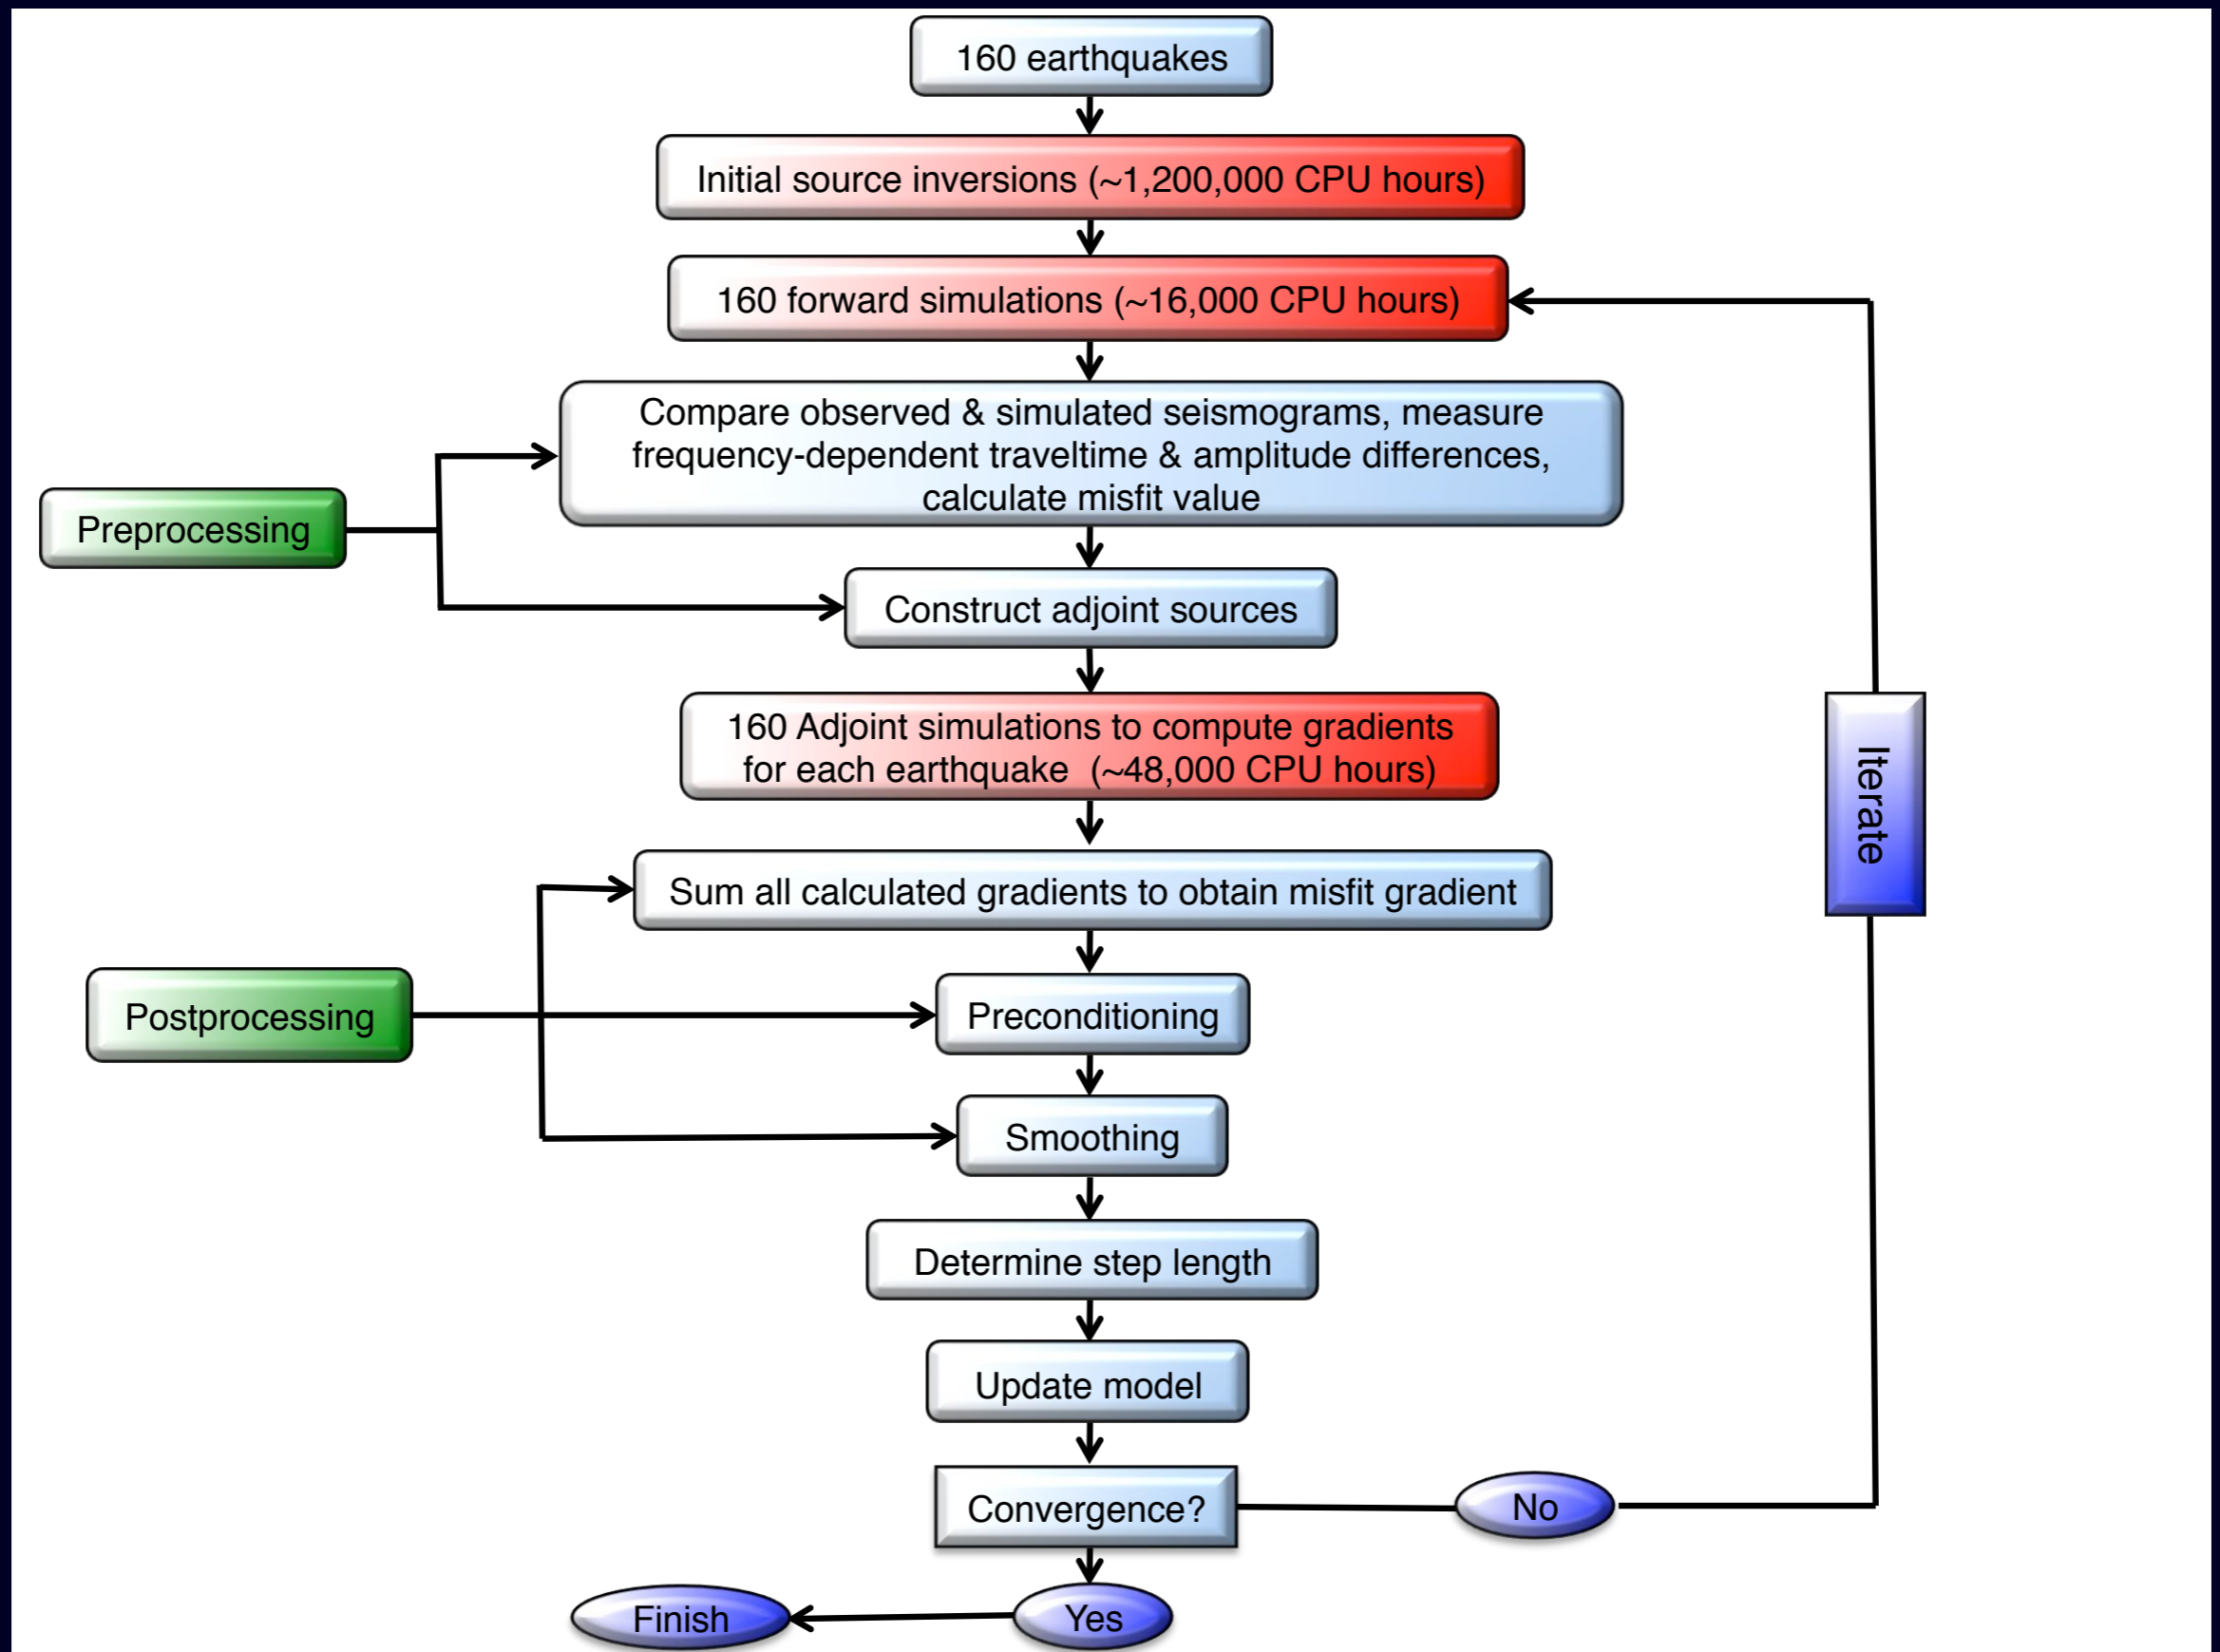 160 earthquakes
Initial source inversions (~1,200,000 CPU hours)
160 forward simulations (~16,000 CPU hours)
Compare observed & simulated seismograms, measure
frequency-dependent traveltime & amplitude differences,
calculate misfit value
Preprocessing
Construct adjoint sources
160 Adjoint simulations to compute gradients
for each earthquake  (~48,000 CPU hours)
Iterate
Sum all calculated gradients to obtain misfit gradient
Postprocessing
Preconditioning
Smoothing
Determine step length
Update model
Convergence?
No
Yes
Finish